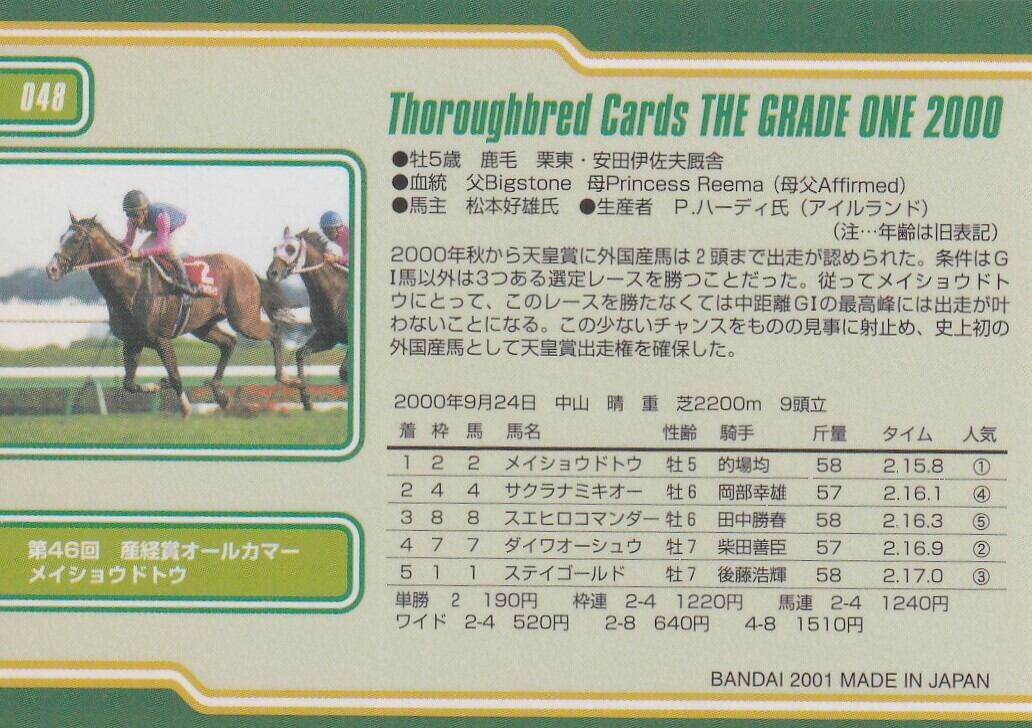 048
Thoroughbred Cards THE GRADE ONE 2000
●牡5歳 鹿毛 栗東・安田伊佐夫厩舎
●血統 父Bigstone 母Princess Reema（母父Affirmed）
●馬主 松本好雄氏 ●生産者 P.ハーディ氏（アイルランド）
（注…年齢は旧表記）
2000年秋から天皇賞に外国産馬は2頭まで出走が認められた。条件はG
I馬以外は3つある選定レースを勝つことだった。従ってメイショウドト
ウにとって、このレースを勝たなくては中距離GIの最高峰には出走が叶
わないことになる。この少ないチャンスをものの見事に射止め、史上初の
外国産馬として天皇賞出走権を確保した。
2000年9月24日 中山 晴 重 芝2200m 9頭立
着 枠 馬 馬名 性齢 騎手 斤量 タイム 人気
1 2 2 メイショウドトウ 牡5 的場均 58 2.15.8 ①
2 4 4 サクラナミキオー 牡6 岡部幸雄 57 2.16.1 ④
3 8 8 スエヒロコマンダー 牡6 田中勝春 58 2.16.3 ⑤
4 7 7 ダイワオーシュウ 牡7 柴田善臣 57 2.16.9 ②
5 1 1 ステイゴールド 牡7 後藤浩輝 58 2.17.0 ③
単勝 2 190円 枠連 2-4 1220円 馬連 2-4 1240円
ワイド 2-4 520円 2-8 640円 4-8 1510円
第46回 産経賞オールカマー
メイショウドトウ
2
BANDAI 2001 MADE IN JAPAN